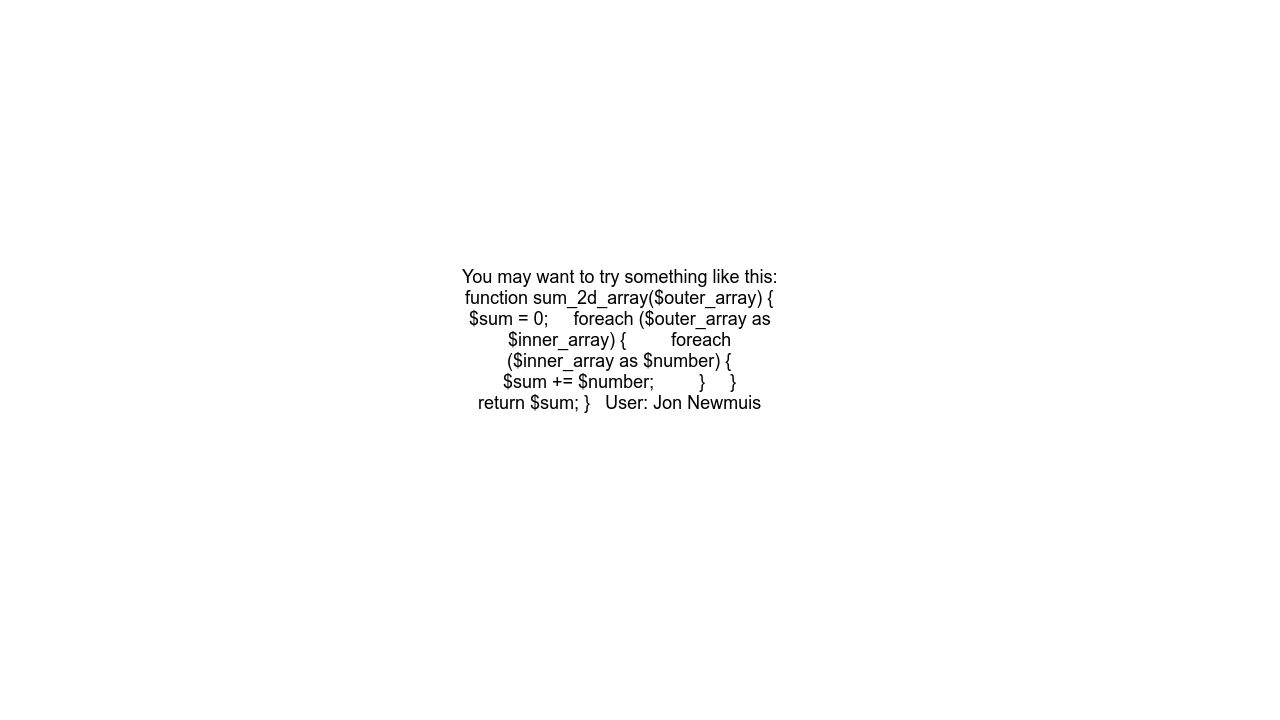 You may want to try something like this:
function sum_2d_array($outer_array) {
$sum = 0;     foreach ($outer_array as
$inner_array) {         foreach
($inner_array as $number) {
$sum += $number;         }     }
return $sum; }   User: Jon Newmuis